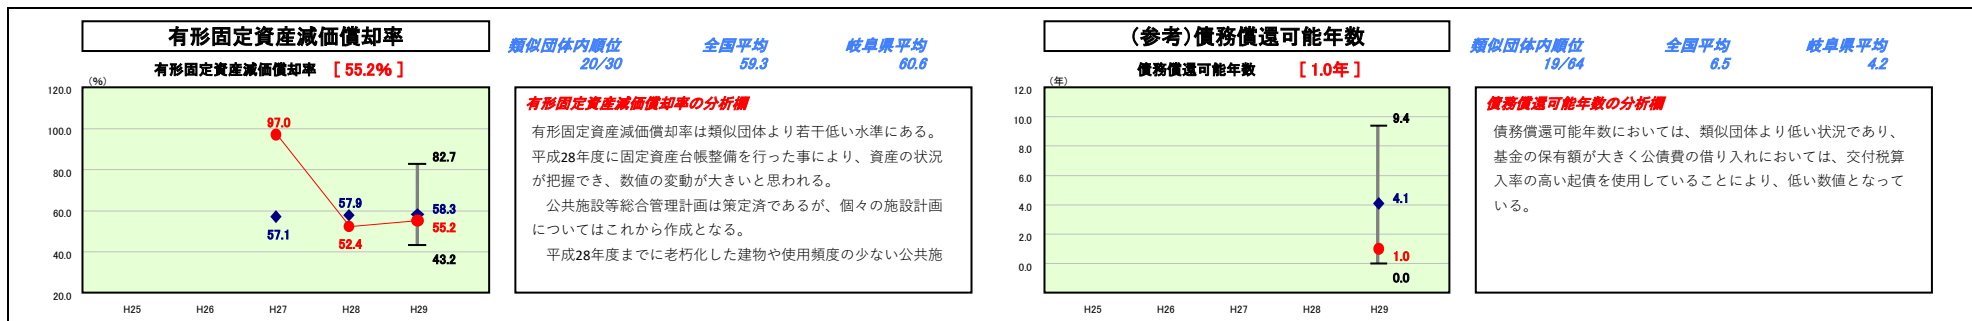 有形固定資産減価償却率
有形固定資産減価償却率 [ 55.2% ]
類似団体内順位 全国平均 岐阜県平均
20/30 59.3 60.6
(%)
120.0
100.0
80.0
60.0
40.0
20.0
97.0
82.7
57.9
58.3
57.1
52.4
55.2
43.2
H25 H26 H27 H28 H29
有形固定資産減価償却率の分析欄
有形固定資産減価償却率は類似団体より若干低い水準にある。
平成28年度に固定資産台帳整備を行った事により、資産の状況
が把握でき、数値の変動が大きいと思われる。
　公共施設等総合管理計画は策定済であるが、個々の施設計画
についてはこれから作成となる。
　平成28年度までに老朽化した建物や使用頻度の少ない公共施
(参考)債務償還可能年数
債務償還可能年数 [ 1.0年 ]
類似団体内順位 全国平均 岐阜県平均
19/64 6.5 4.2
(年)
12.0
10.0
8.0
6.0
4.0
2.0
0.0
9.4
4.1
1.0
0.0
H25 H26 H27 H28 H29
債務償還可能年数の分析欄
債務償還可能年数においては、類似団体より低い状況であり、
基金の保有額が大きく公債費の借り入れにおいては、交付税算
入率の高い起債を使用していることにより、低い数値となって
いる。